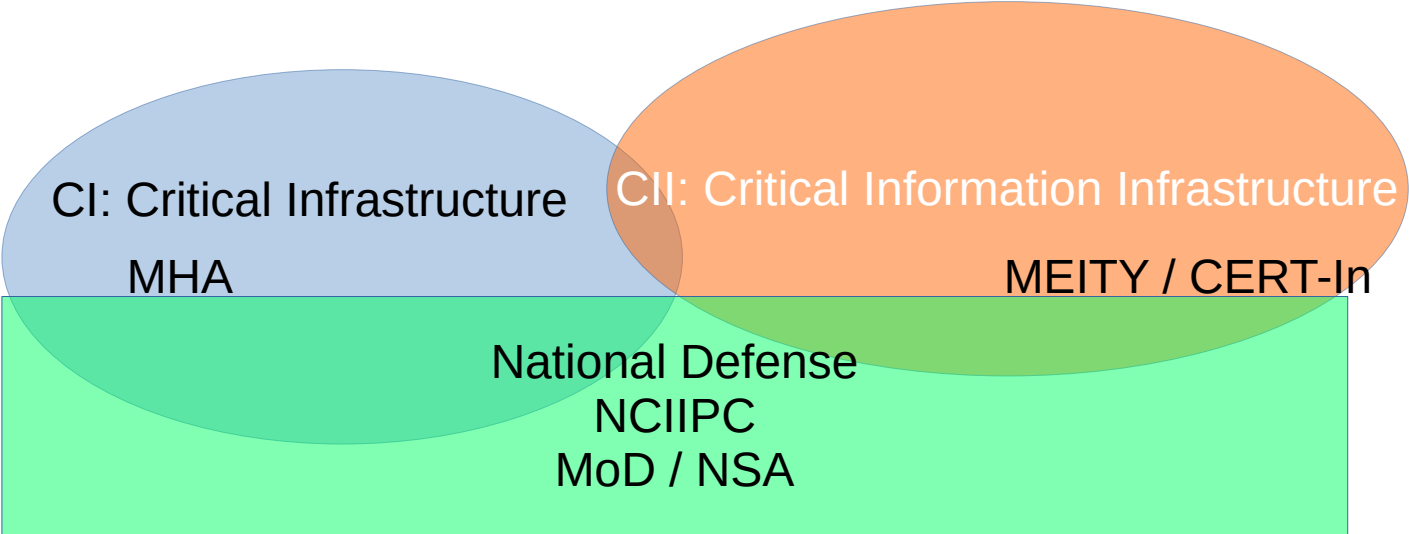 CI: Critical Infrastructure
CII: Critical Information Infrastructure
MHA
MEITY / CERT-In
National Defense
NCIIPC
MoD / NSA